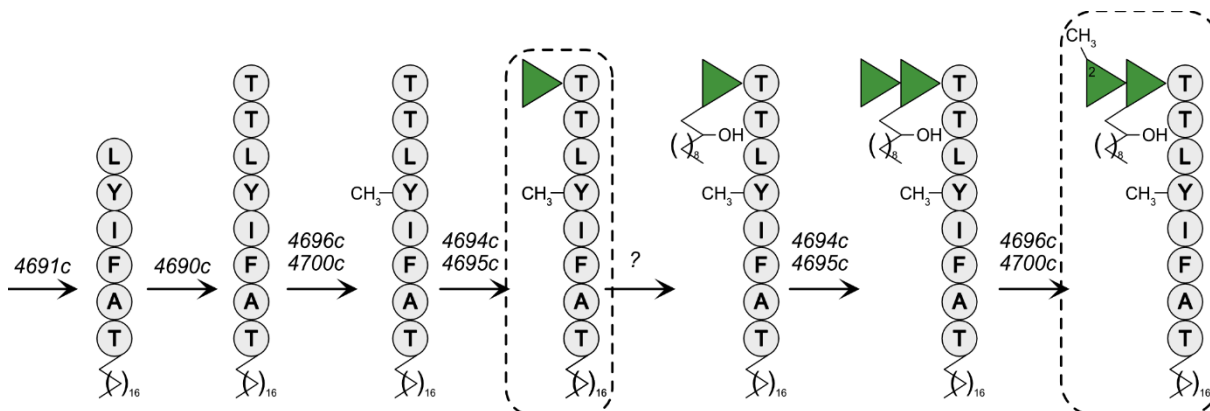 4691c
L Y I F A T
( )16
4690c
T T L Y I F A T
( )16
4696c
4700c
T T L Y I F A T
CH3
( )16
4694c
4695c
T T L Y I F A T
CH3
( )16
?
T T L Y I F A T
OH
( )8
CH3
( )16
4694c
4695c
T T L Y I F A T
OH
( )8
CH3
( )16
4696c
4700c
CH3
2
T T L Y I F A T
OH
( )8
CH3
( )16